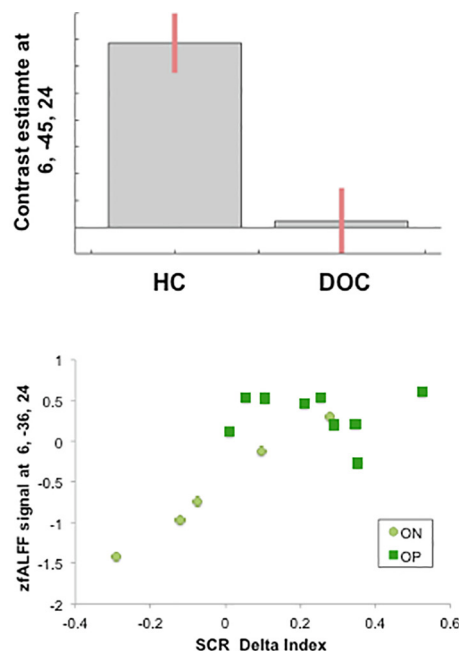 Contrast estiamte at
6, -45, 24
HC DOC
zfALFF signal at 6, -36, 24
1
0.5
0
-0.5
-1
-1.5
-2
ON
OP
-0.4 -0.2 0 0.2 0.4 0.6
SCR Delta Index